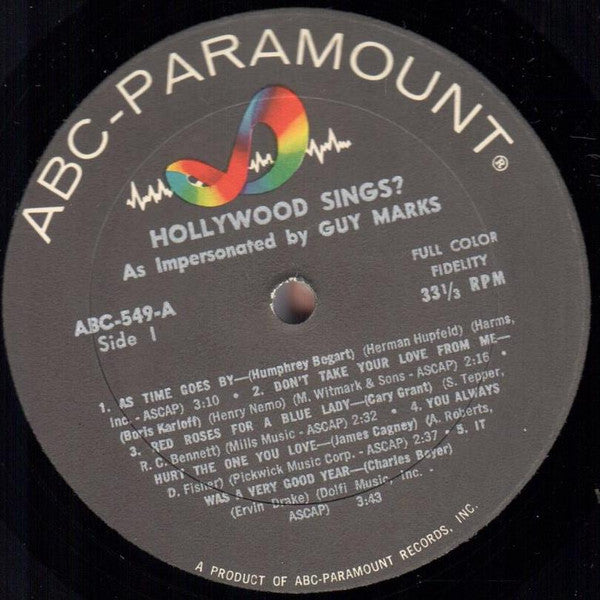 ABC-PARAMOUNT®
HOLLYWOOD SINGS?
As Impersonated by GUY MARKS
FULL COLOR
FIDELITY
33 1/3 RPM
ABC-549-A
Side 1
1. AS TIME GOES BY—(Humphrey Bogart) (Herman Hupfeld) (Harms,
Inc. - ASCAP) 3:10 • 2. DON'T TAKE YOUR LOVE FROM ME—
(Boris Karloff) (Henry Nemo) (M. Witmark & Sons - ASCAP) 2:16 •
3. RED ROSES FOR A BLUE LADY—(Cary Grant) (S. Tepper,
R. C. Bennett) (Mills Music - ASCAP) 2:32 • 4. YOU ALWAYS
HURT THE ONE YOU LOVE—(James Cagney) (A. Roberts,
D. Fisher) (Pickwick Music Corp. - ASCAP) 2:37 • 5. IT
WAS A VERY GOOD YEAR—(Charles Boyer)
(Ervin Drake) (Dolfi Music, Inc. -
ASCAP) 3:43
A PRODUCT OF ABC-PARAMOUNT RECORDS, INC.